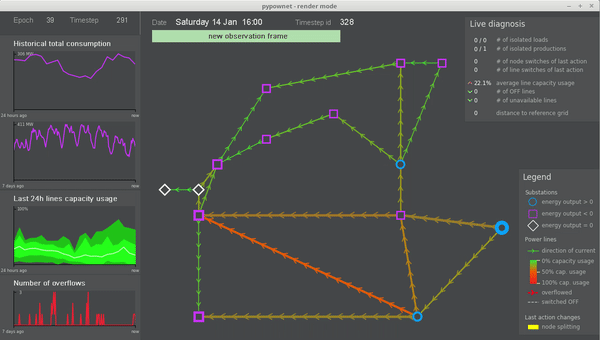 pypownet - render mode
Epoch 39 Timestep 291
Date Saturday 14 Jan 16:00 Timestep id 328
new observation frame
Historical total consumption
306 MW
24 hours ago now
411 MW
7 days ago now
Last 24h lines capacity usage
100%
24 hours ago now
Number of overflows
7 days ago now
Live diagnosis
0 / 0 # of isolated loads
0 / 1 # of isolated productions
0 # of node switches of last action
0 # of line switches of last action
22.1% average line capacity usage
0 # of OFF lines
0 # of unavailable lines
0 distance to reference grid
Legend
Substations
energy output > 0
energy output < 0
energy output = 0
Power lines
direction of current
0% capacity usage
50% cap. usage
100% cap. usage
overflowed
switched OFF
Last action changes
node splitting